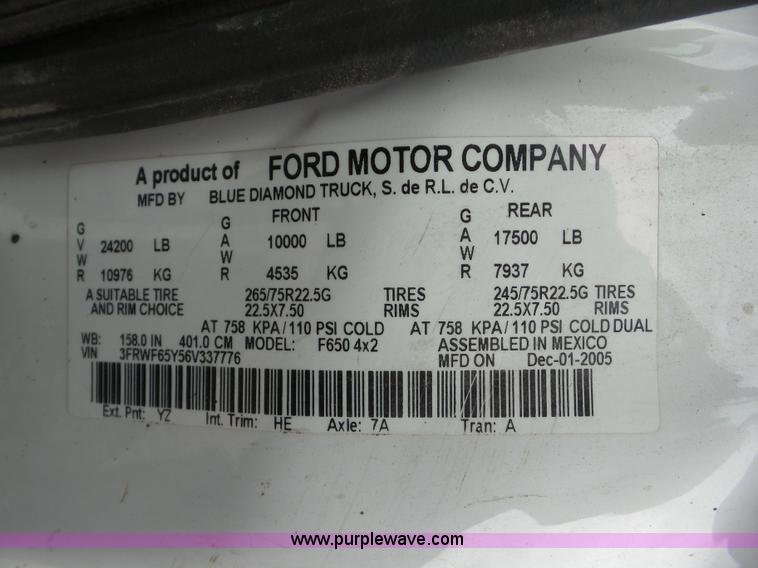 A product of FORD MOTOR COMPANY
MFD BY BLUE DIAMOND TRUCK, S. de R.L. de C.V.
GVWR 24200 LB 10976 KG
FRONT GAWR 10000 LB 4535 KG
REAR GAWR 17500 LB 7937 KG
A SUITABLE TIRE 265/75R22.5G TIRES 245/75R22.5G TIRES
AND RIM CHOICE 22.5X7.50 RIMS 22.5X7.50 RIMS
AT 758 KPA/110 PSI COLD AT 758 KPA/110 PSI COLD DUAL
WB: 158.0 IN 401.0 CM MODEL: F650 4x2 ASSEMBLED IN MEXICO
VIN 3FRWF65Y56V337776 MFD ON Dec-01-2005
Ext. Pnt: YZ Int. Trim: HE Axle: 7A Tran: A
www.purplewave.com